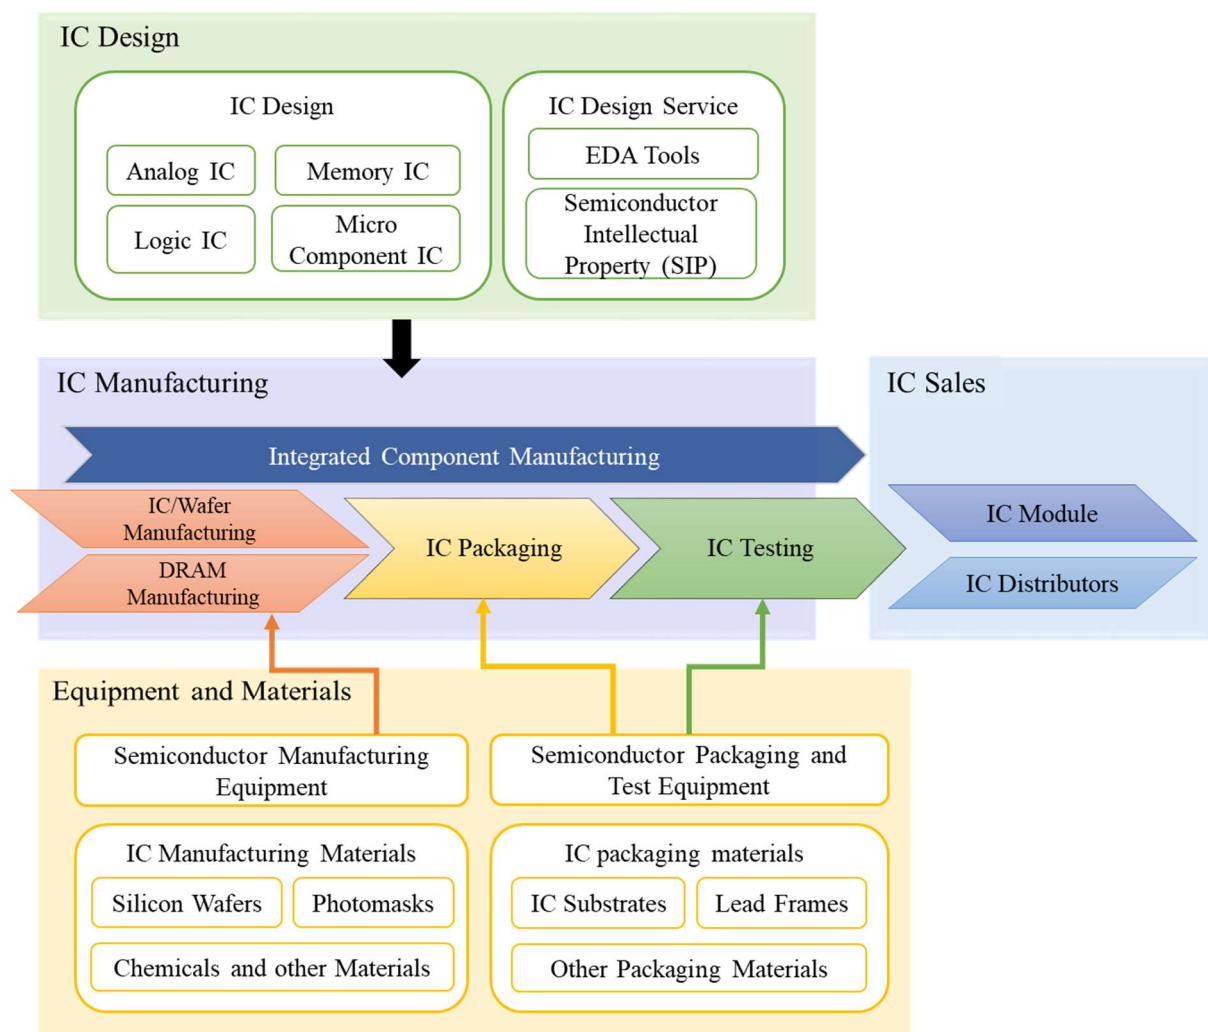 IC Design
IC Design
Analog IC
Memory IC
Logic IC
Micro
Component IC
IC Design Service
EDA Tools
Semiconductor
Intellectual
Property (SIP)
IC Manufacturing
Integrated Component Manufacturing
IC/Wafer
Manufacturing
DRAM
Manufacturing
IC Packaging
IC Testing
IC Sales
IC Module
IC Distributors
Equipment and Materials
Semiconductor Manufacturing
Equipment
Semiconductor Packaging and
Test Equipment
IC Manufacturing Materials
Silicon Wafers
Photomasks
Chemicals and other Materials
IC packaging materials
IC Substrates
Lead Frames
Other Packaging Materials